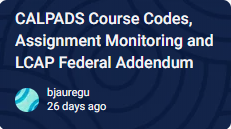 CALPADS Course Codes,
Assignment Monitoring and
LCAP Federal Addendum
bjauregu
26 days ago